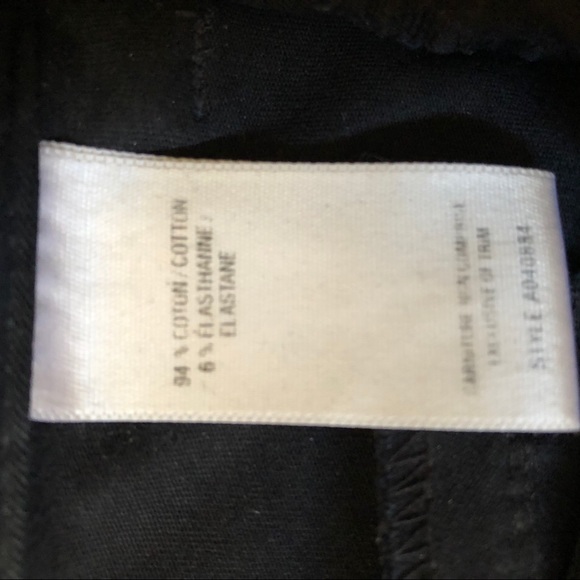 94 % COTON / COTTON
6 % ÉLASTHANNE /
ELASTANE
GARNITURE NON COMPRISE
EXCLUSIVE OF TRIM
STYLE A040884